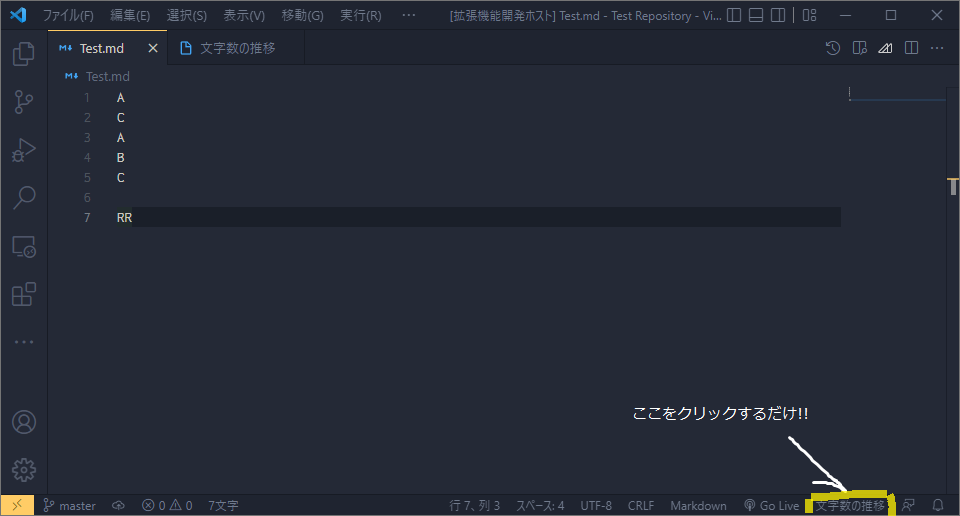 ファイル(F) 編集(E) 選択(S) 表示(V) 移動(G) 実行(R) ··· [拡張機能開発ホスト] Test.md - Test Repository - Vi...
Test.md 文字数の推移
Test.md
1 A
2 C
3 A
4 B
5 C
6
7 RR
ここをクリックするだけ!!
master 0 0 7文字 行 7、列 3 スペース: 4 UTF-8 CRLF Markdown Go Live 文字数の推移